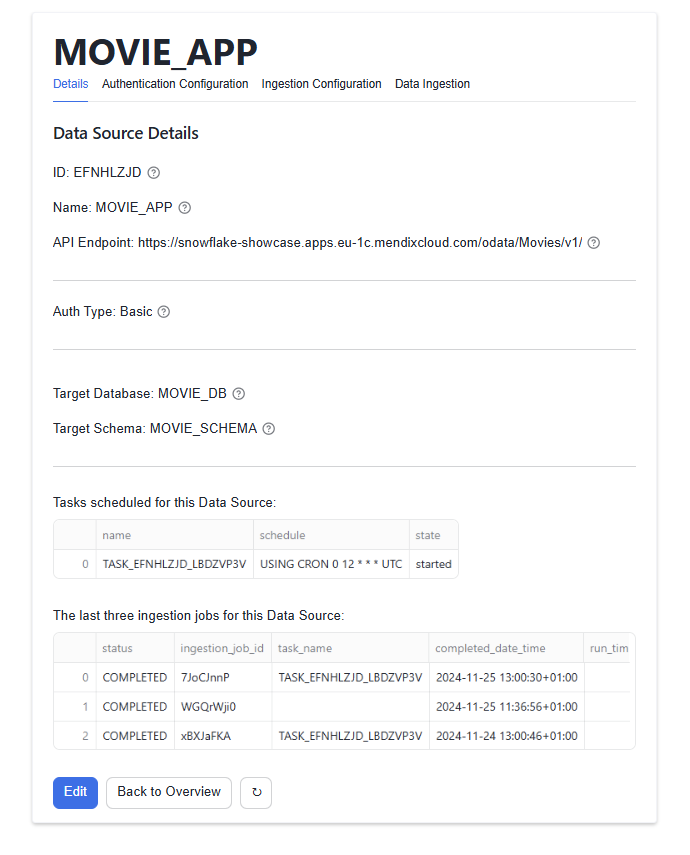 MOVIE_APP
Details Authentication Configuration Ingestion Configuration Data Ingestion
Data Source Details
ID: EFNHLZJD
Name: MOVIE_APP
API Endpoint: https://snowflake-showcase.apps.eu-1c.mendixcloud.com/odata/Movies/v1/
Auth Type: Basic
Target Database: MOVIE_DB
Target Schema: MOVIE_SCHEMA
Tasks scheduled for this Data Source:
name schedule state
0 TASK_EFNHLZJD_LBDZVP3V USING CRON 0 12 * * * UTC started
The last three ingestion jobs for this Data Source:
status ingestion_job_id task_name completed_date_time run_tim
0 COMPLETED 7JoCJnnP TASK_EFNHLZJD_LBDZVP3V 2024-11-25 13:00:30+01:00
1 COMPLETED WGQrWji0 2024-11-25 11:36:56+01:00
2 COMPLETED xBXJaFKA TASK_EFNHLZJD_LBDZVP3V 2024-11-24 13:00:46+01:00
Edit Back to Overview ↻